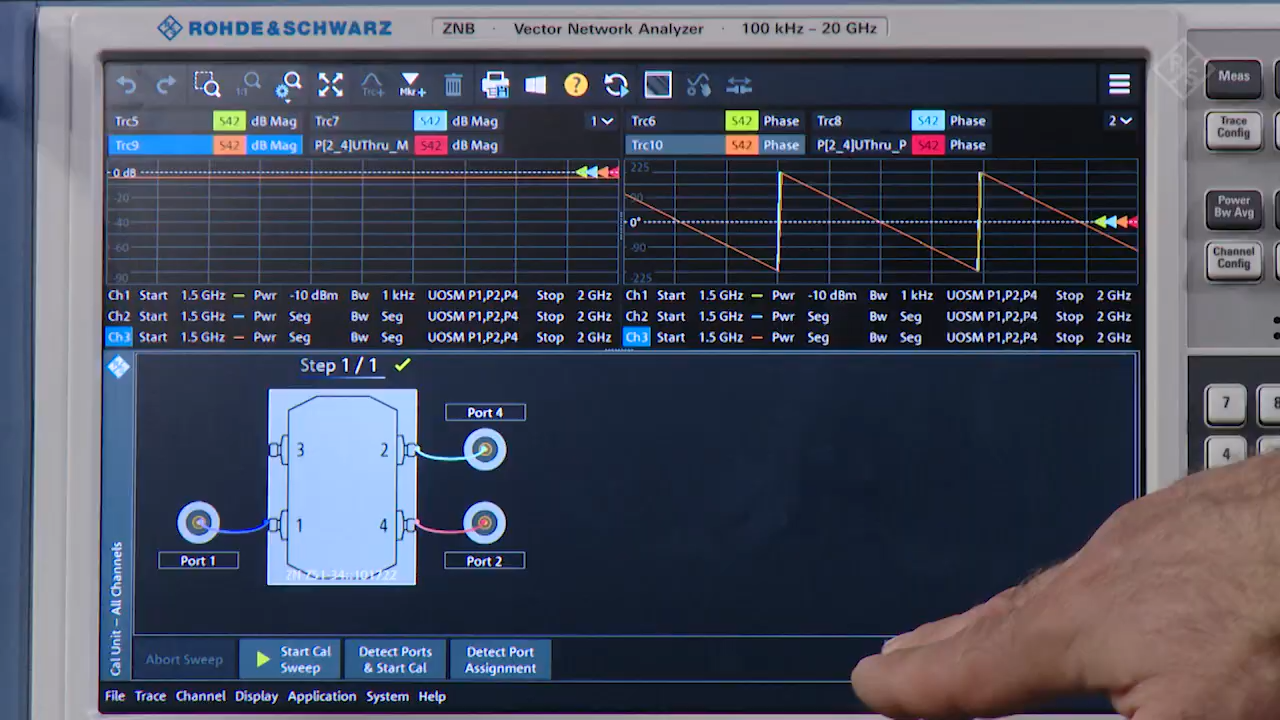 ROHDE & SCHWARZ ZNB · Vector Network Analyzer · 100 kHz – 20 GHz
Meas
Trace Config
Power Bw Avg
Channel Config
7 8
4
1:1 Trc+ Mkr+ ?
Trc5 S42 dB Mag Trc7 S42 dB Mag 1
Trc9 S42 dB Mag P[2_4]UThru_M S42 dB Mag
Trc6 S42 Phase Trc8 S42 Phase 2
Trc10 S42 Phase P[2_4]UThru_P S42 Phase
0 dB
-20
-40
-60
-90
225
90
0°
-90
-225
Ch1 Start 1.5 GHz — Pwr -10 dBm Bw 1 kHz UOSM P1,P2,P4 Stop 2 GHz
Ch2 Start 1.5 GHz — Pwr Seg Bw Seg UOSM P1,P2,P4 Stop 2 GHz
Ch3 Start 1.5 GHz — Pwr Seg Bw Seg UOSM P1,P2,P4 Stop 2 GHz
Ch1 Start 1.5 GHz — Pwr -10 dBm Bw 1 kHz UOSM P1,P2,P4 Stop 2 GHz
Ch2 Start 1.5 GHz — Pwr Seg Bw Seg UOSM P1,P2,P4 Stop 2 GHz
Ch3 Start 1.5 GHz — Pwr Seg Bw Seg UOSM P1,P2,P4 Stop 2 GHz
Cal Unit – All Channels
Step 1 / 1
Port 4
3 2
1 4
Port 1 Port 2
Abort Sweep
Start Cal Sweep
Detect Ports & Start Cal
Detect Port Assignment
File Trace Channel Display Application System Help